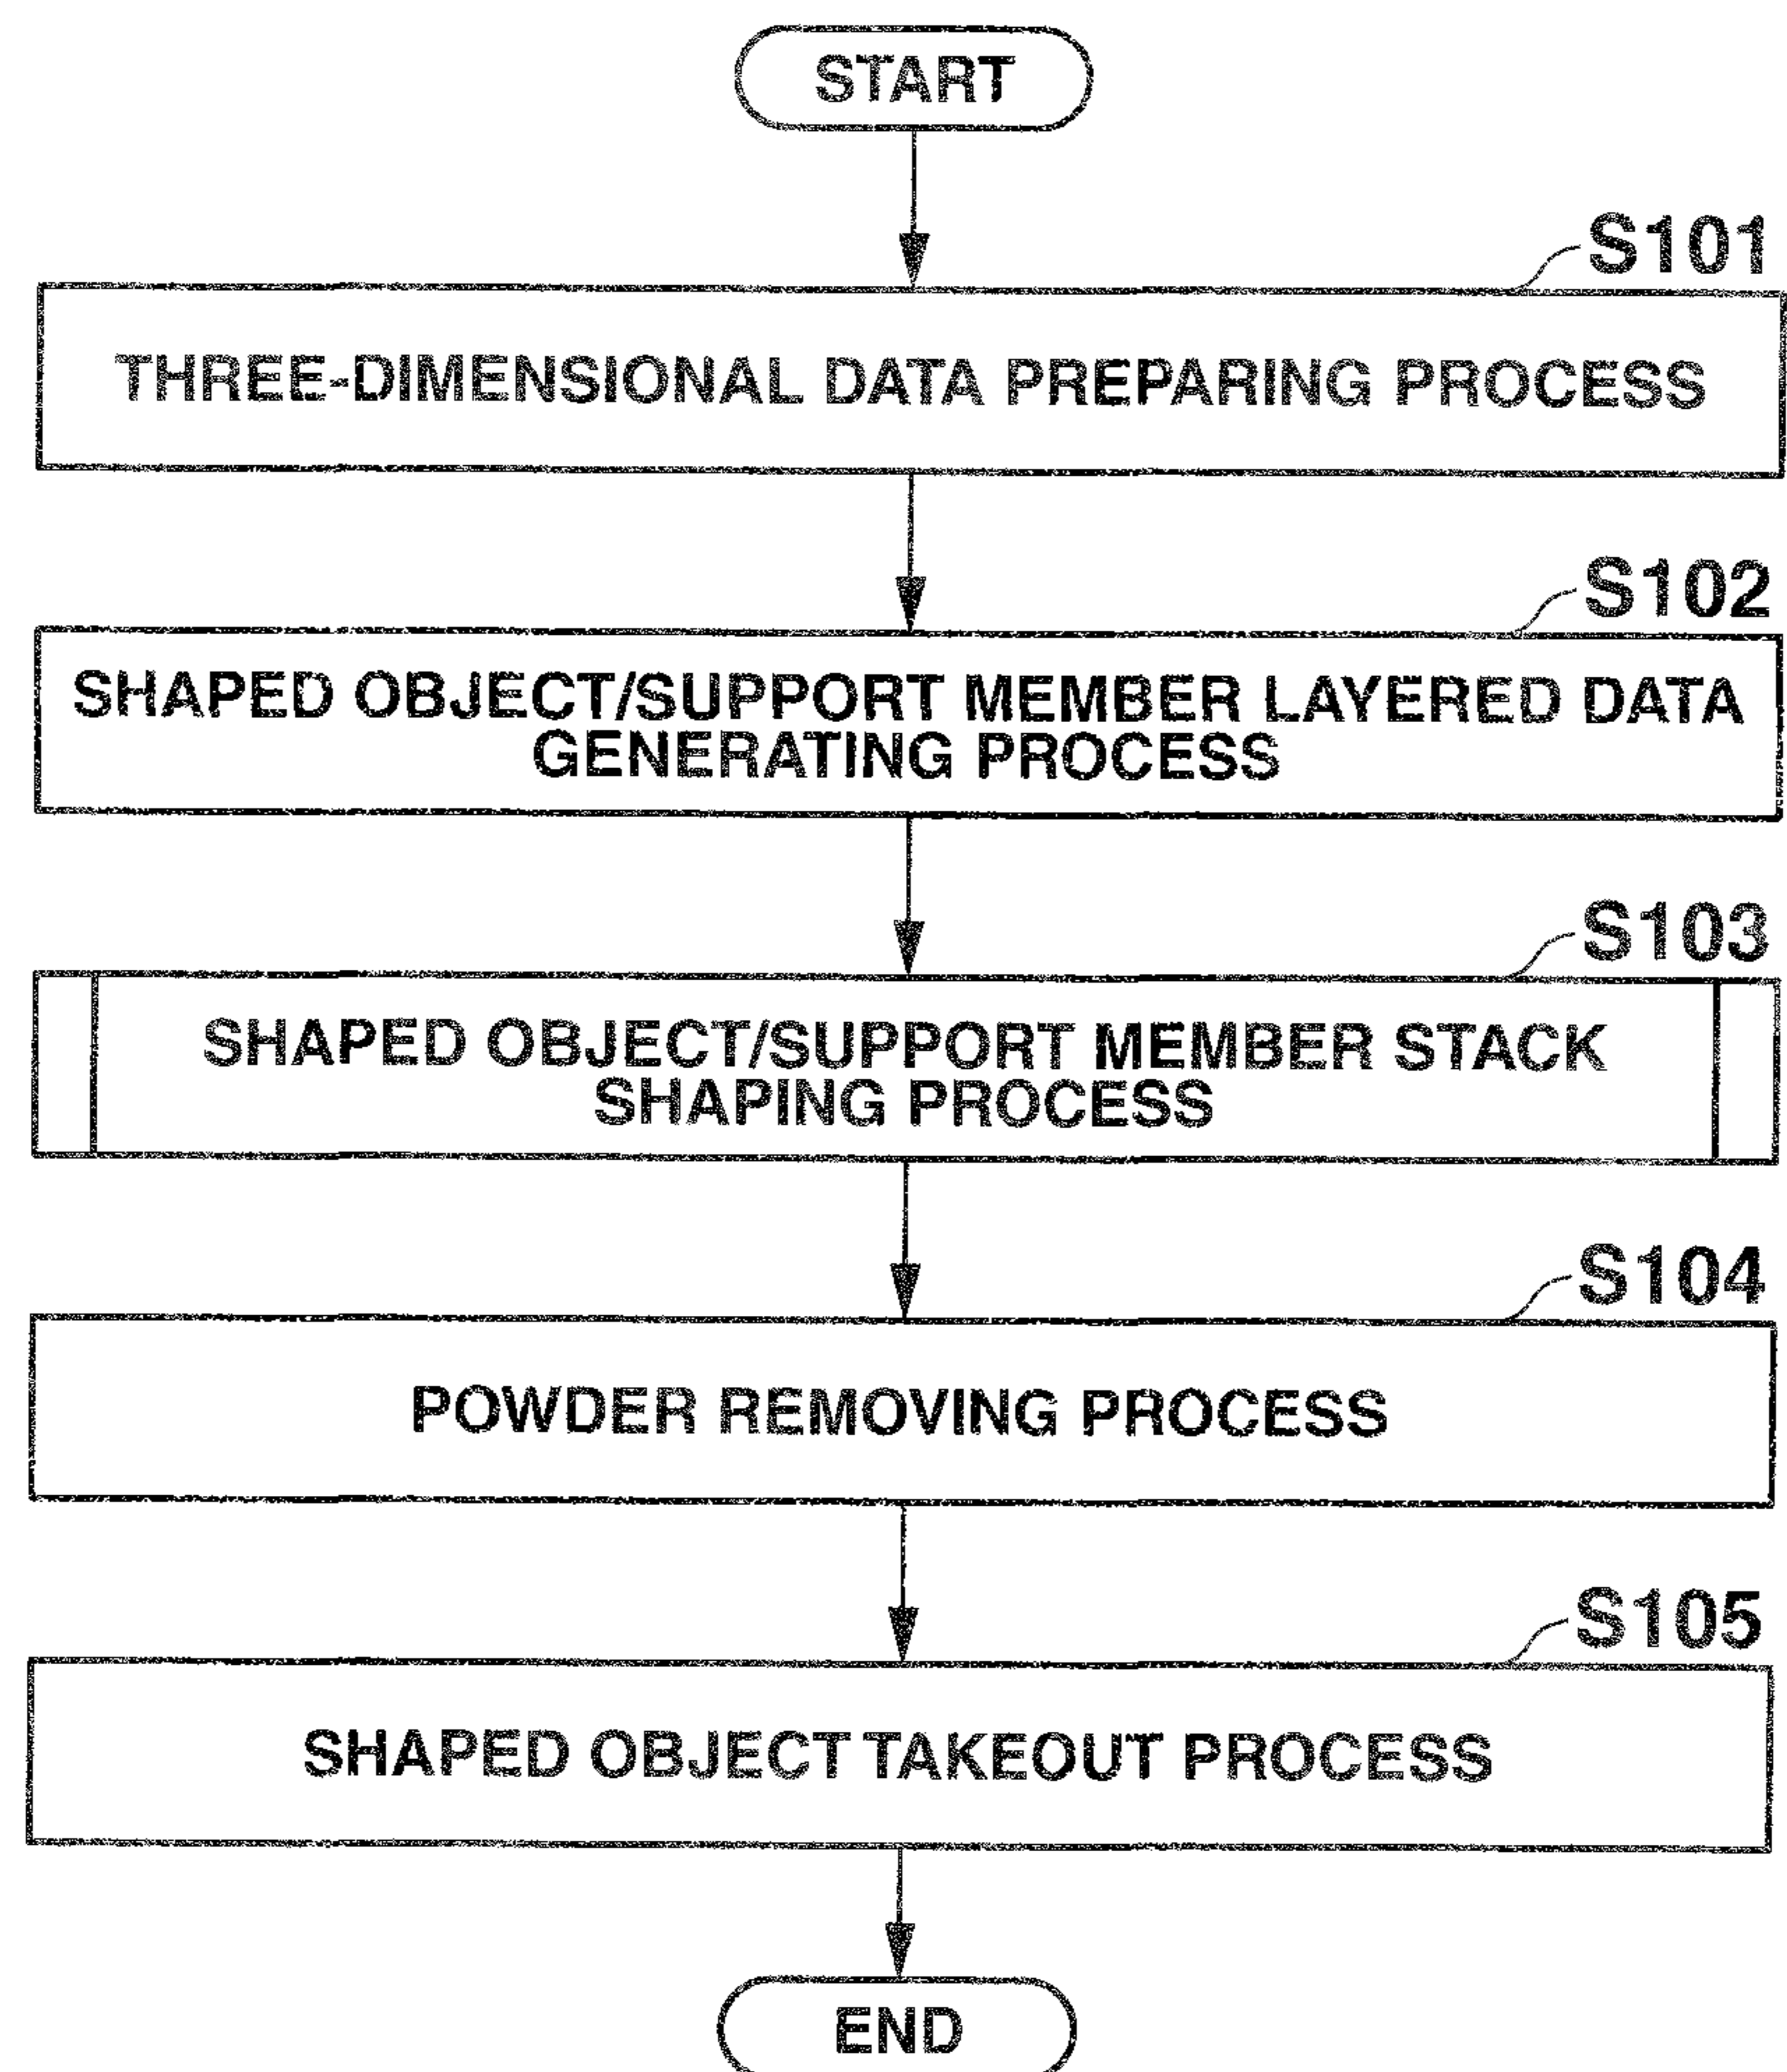 START
S101
THREE-DIMENSIONAL DATA PREPARING PROCESS
S102
SHAPED OBJECT/SUPPORT MEMBER LAYERED DATA
GENERATING PROCESS
S103
SHAPED OBJECT/SUPPORT MEMBER STACK
SHAPING PROCESS
S104
POWDER REMOVING PROCESS
S105
SHAPED OBJECT TAKEOUT PROCESS
END